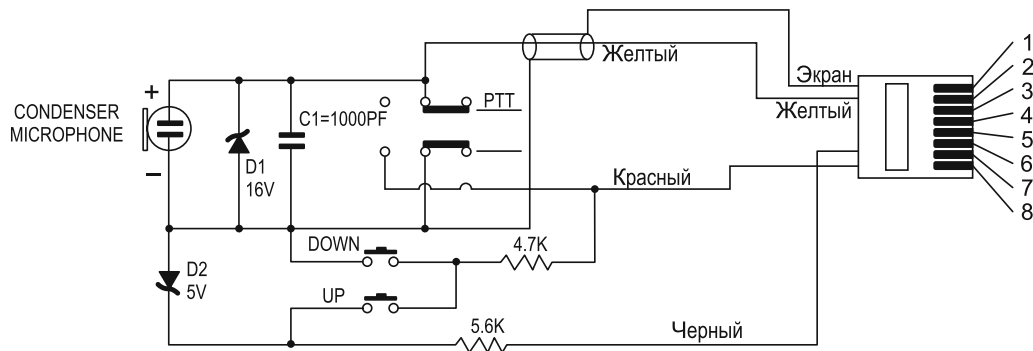 Желтый
Экран
Желтый
1
2
3
4
5
6
7
8
+
CONDENSER
MICROPHONE
−
D1
16V
C1=1000PF
PTT
Красный
DOWN
4.7K
D2
5V
UP
5.6K
Черный